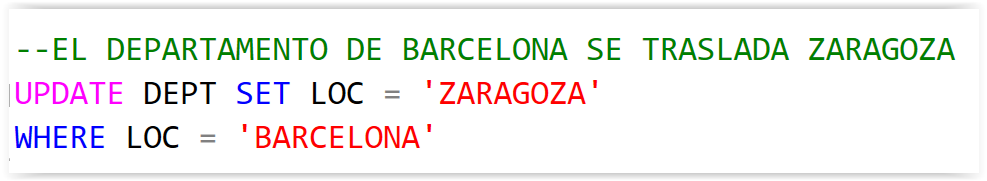 --EL DEPARTAMENTO DE BARCELONA SE TRASLADA ZARAGOZA
UPDATE DEPT SET LOC = 'ZARAGOZA'
WHERE LOC = 'BARCELONA'